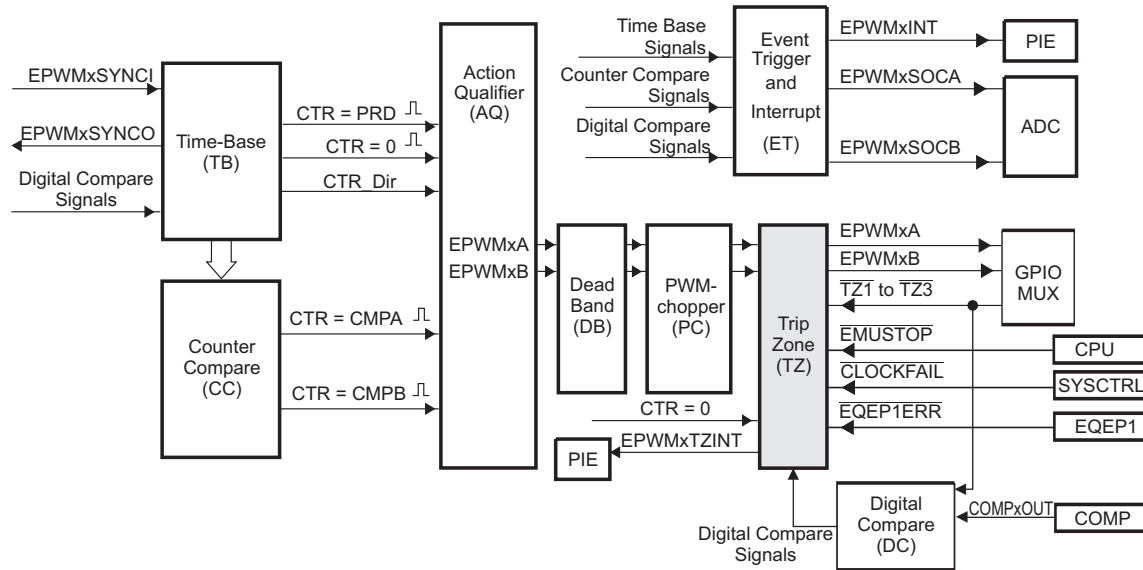 EPWMxSYNCI
EPWMxSYNCO
Digital Compare
Signals
Time-Base
(TB)
CTR = PRD
CTR = 0
CTR_Dir
Counter
Compare
(CC)
CTR = CMPA
CTR = CMPB
Action
Qualifier
(AQ)
EPWMxA
EPWMxB
Time Base
Signals
Counter Compare
Signals
Digital Compare
Signals
Event
Trigger
and
Interrupt
(ET)
EPWMxINT
EPWMxSOCA
EPWMxSOCB
PIE
ADC
Dead
Band
(DB)
PWM-
chopper
(PC)
CTR = 0
EPWMxTZINT
PIE
Trip
Zone
(TZ)
EPWMxA
EPWMxB
TZ1 to TZ3
EMUSTOP
CLOCKFAIL
EQEP1ERR
GPIO
MUX
CPU
SYSCTRL
EQEP1
Digital Compare
Signals
Digital
Compare
(DC)
COMPxOUT
COMP